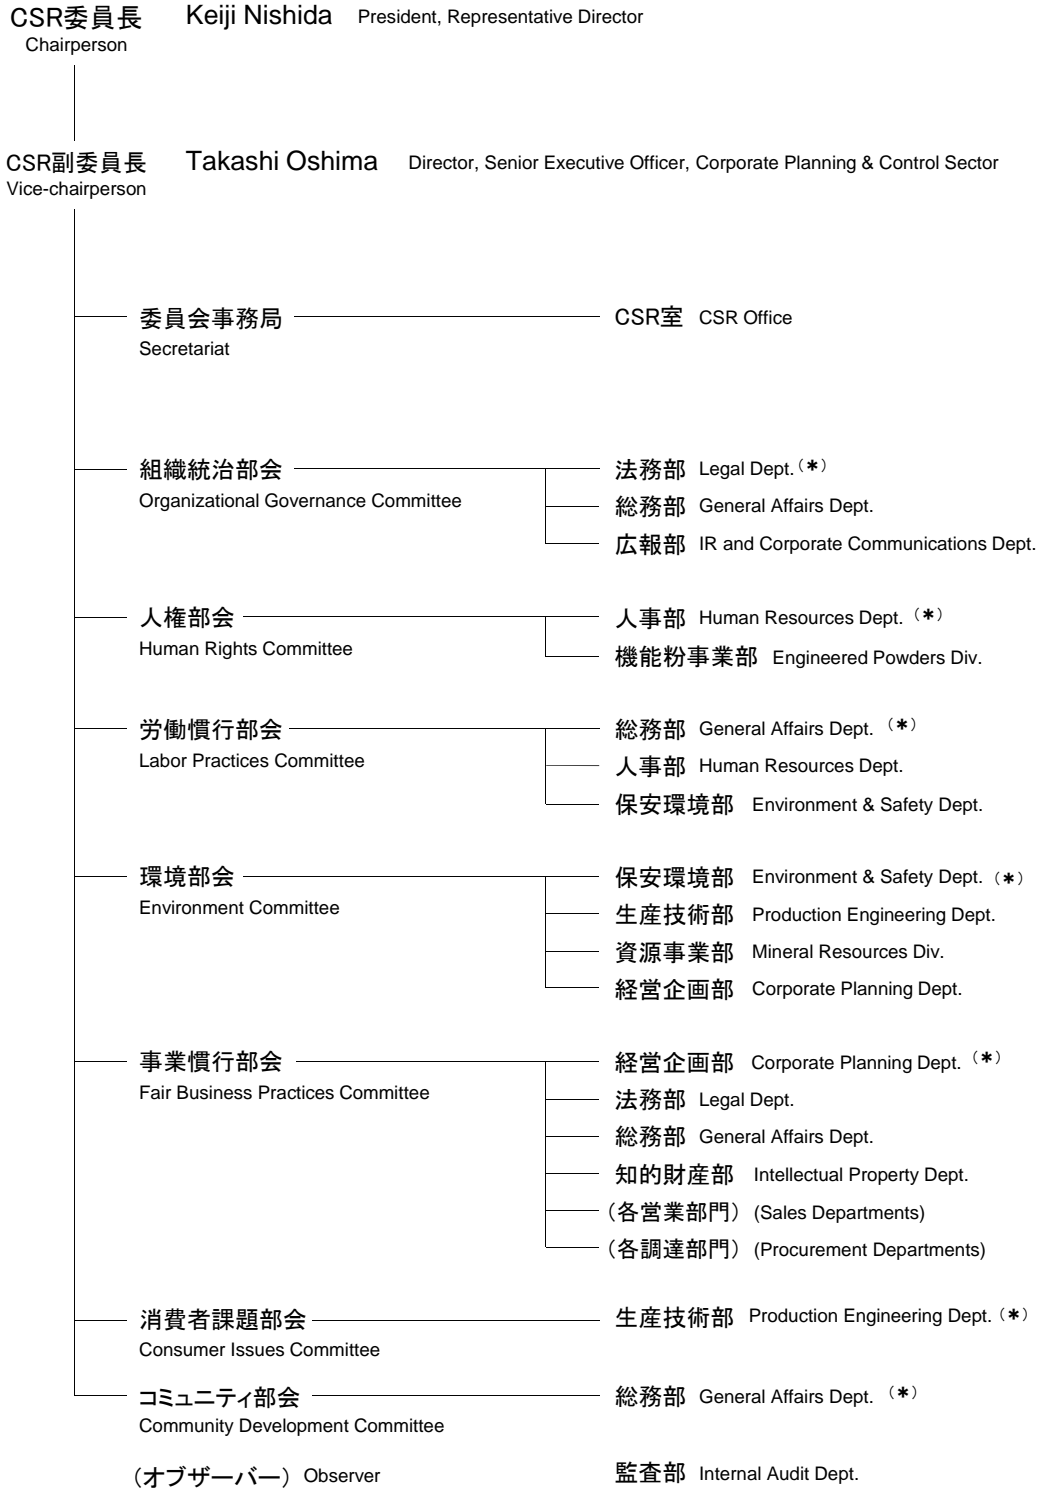 CSR委員長 Keiji Nishida President, Representative Director
Chairperson
CSR副委員長 Takashi Oshima Director, Senior Executive Officer, Corporate Planning & Control Sector
Vice-chairperson
委員会事務局 CSR室 CSR Office
Secretariat
組織統治部会 法務部 Legal Dept.(＊)
Organizational Governance Committee
総務部 General Affairs Dept.
広報部 IR and Corporate Communications Dept.
人権部会 人事部 Human Resources Dept. (＊)
Human Rights Committee
機能粉事業部 Engineered Powders Div.
労働慣行部会 総務部 General Affairs Dept. (＊)
Labor Practices Committee
人事部 Human Resources Dept.
保安環境部 Environment & Safety Dept.
環境部会 保安環境部 Environment & Safety Dept. (＊)
Environment Committee
生産技術部 Production Engineering Dept.
資源事業部 Mineral Resources Div.
経営企画部 Corporate Planning Dept.
事業慣行部会 経営企画部 Corporate Planning Dept. (＊)
Fair Business Practices Committee
法務部 Legal Dept.
総務部 General Affairs Dept.
知的財産部 Intellectual Property Dept.
（各営業部門）(Sales Departments)
（各調達部門）(Procurement Departments)
消費者課題部会 生産技術部 Production Engineering Dept.(＊)
Consumer Issues Committee
コミュニティ部会 総務部 General Affairs Dept. (＊)
Community Development Committee
（オブザーバー）Observer 監査部 Internal Audit Dept.